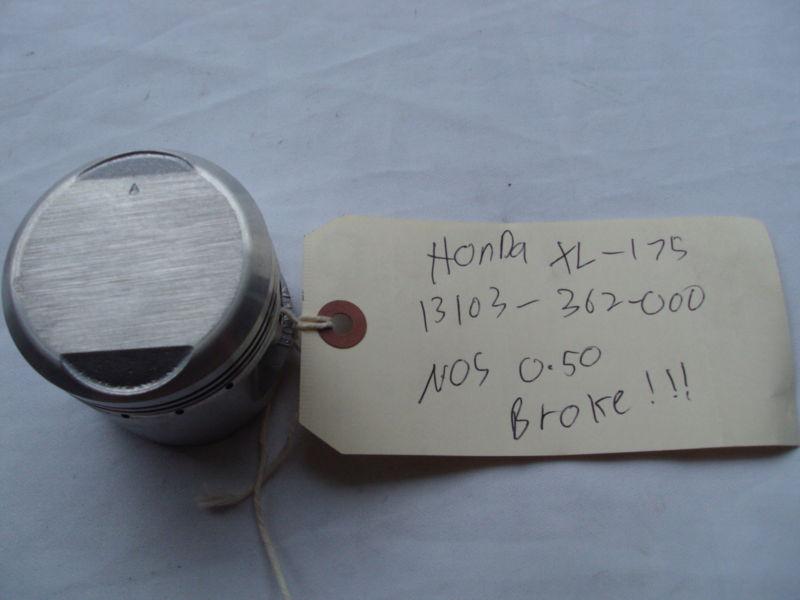 A
HonDa XL-175
13103-362-000
NOS 0.50
Broke!!!